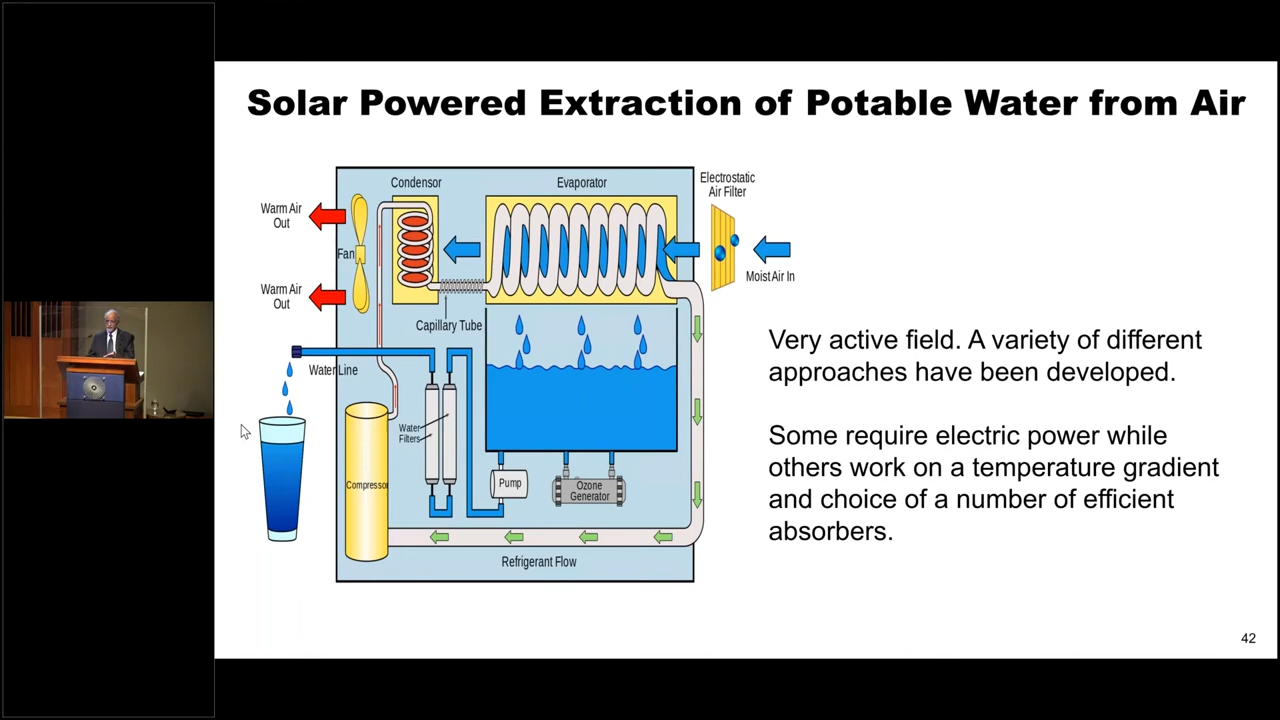 Solar Powered Extraction of Potable Water from Air
Condensor
Evaporator
Electrostatic
Air Filter
Warm Air
Out
Fan
Moist Air In
Warm Air
Out
Capillary Tube
Water Line
Water
Filters
Compressor
Pump
Ozone
Generator
Refrigerant Flow
Very active field. A variety of different
approaches have been developed.
Some require electric power while
others work on a temperature gradient
and choice of a number of efficient
absorbers.
42